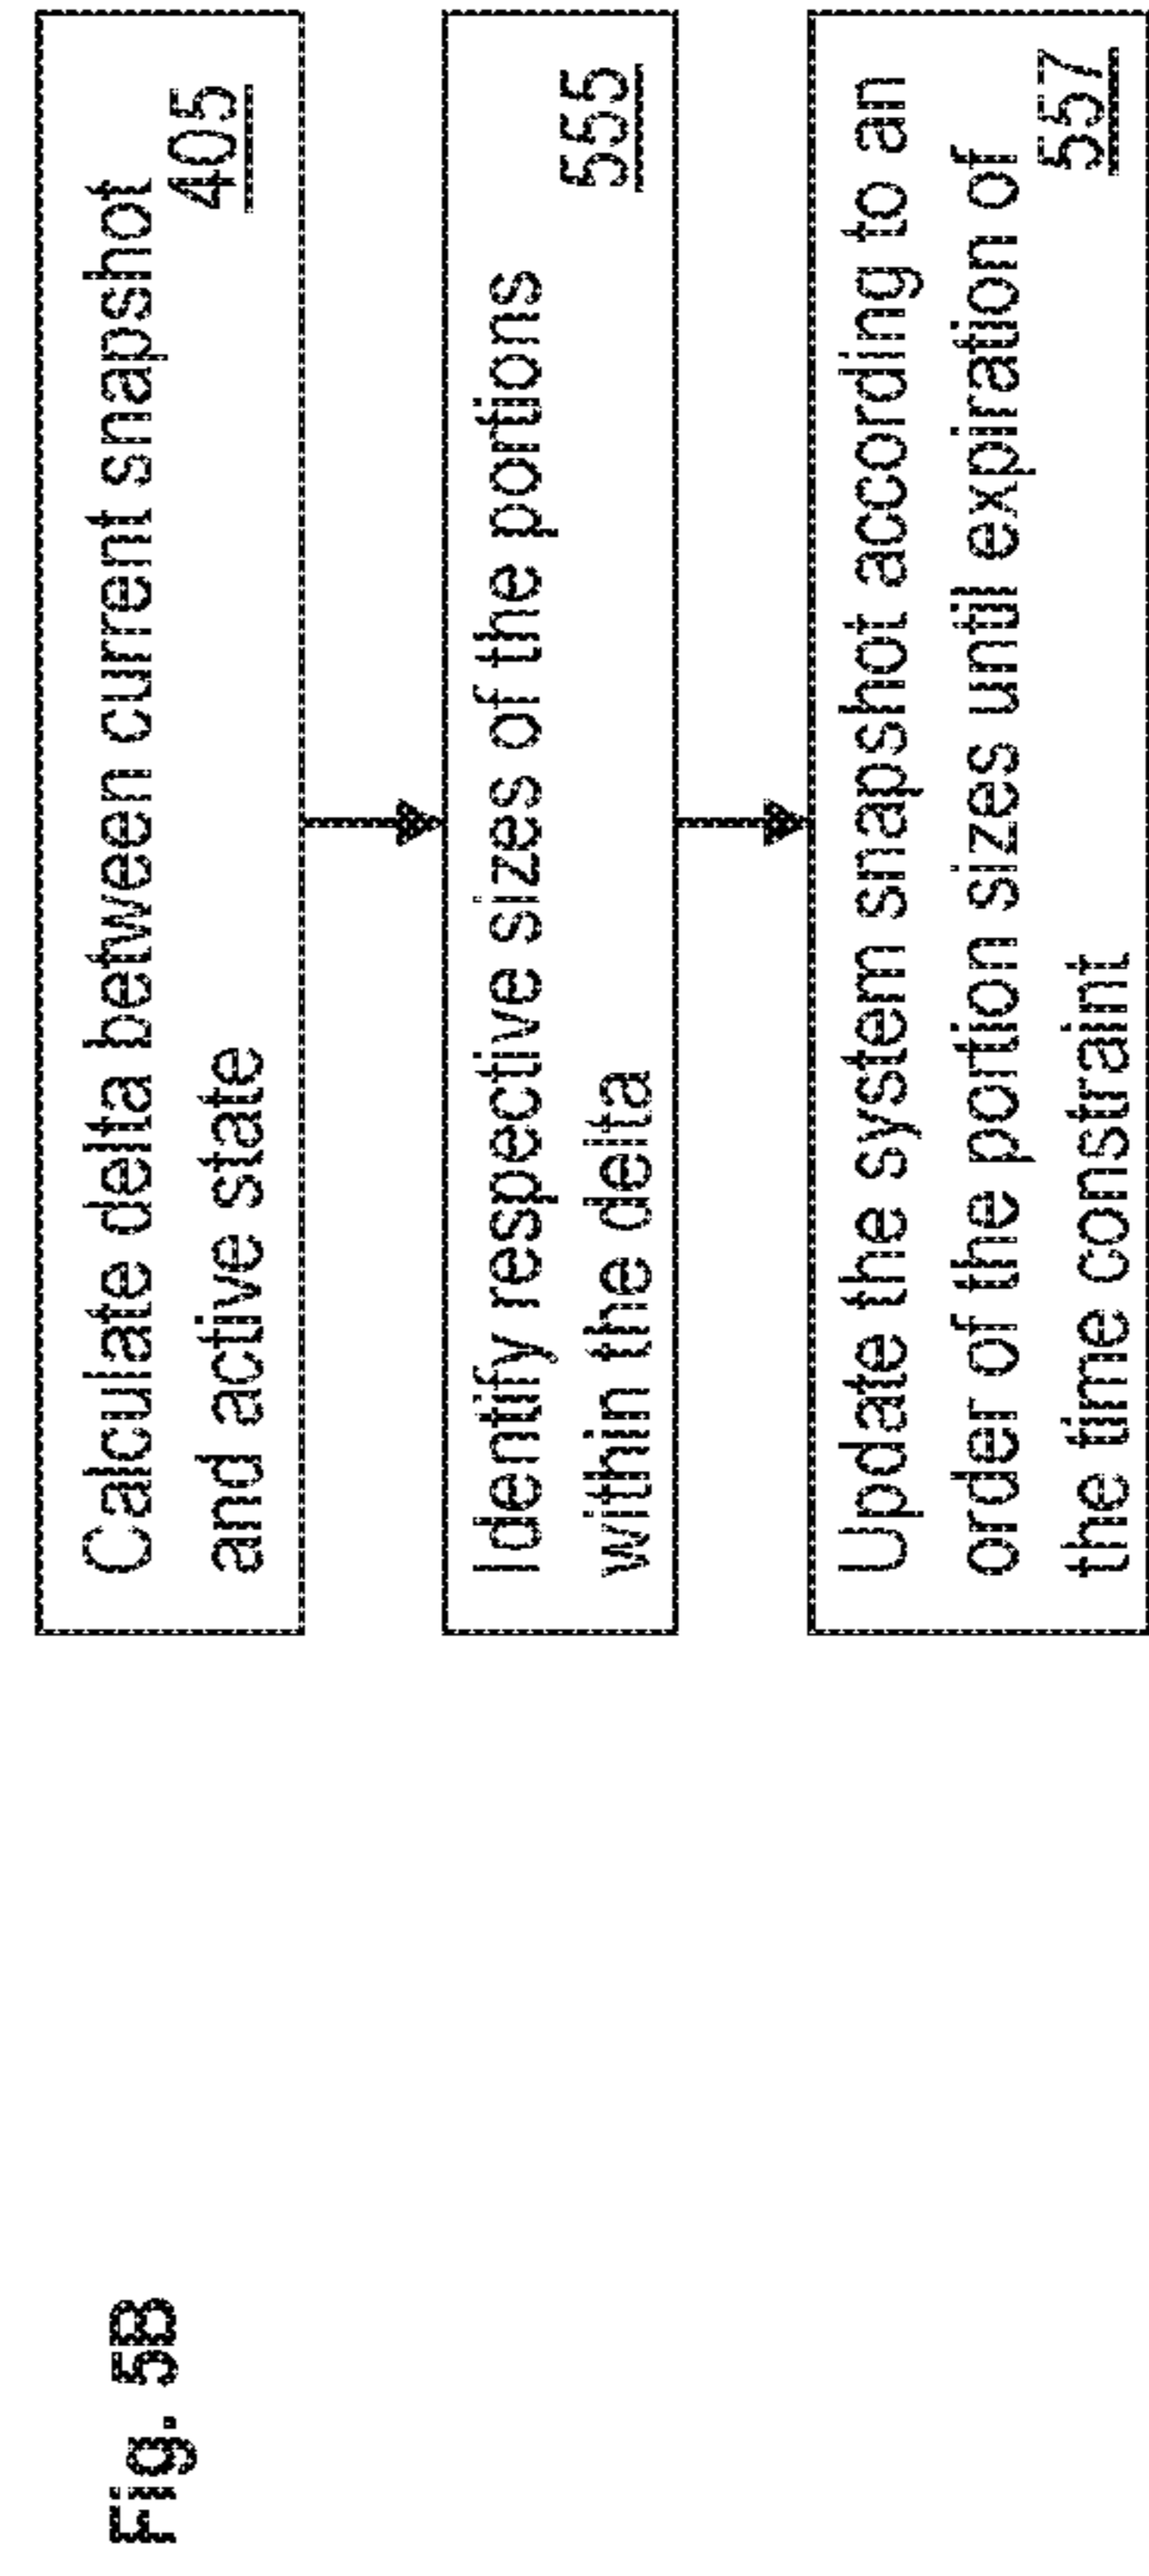 Fig. 5B
Calculate delta between current snapshot
and active state
405
Identify respective sizes of the portions
within the delta
555
Update the system snapshot according to an
order of the portion sizes until expiration of
the time constraint
557